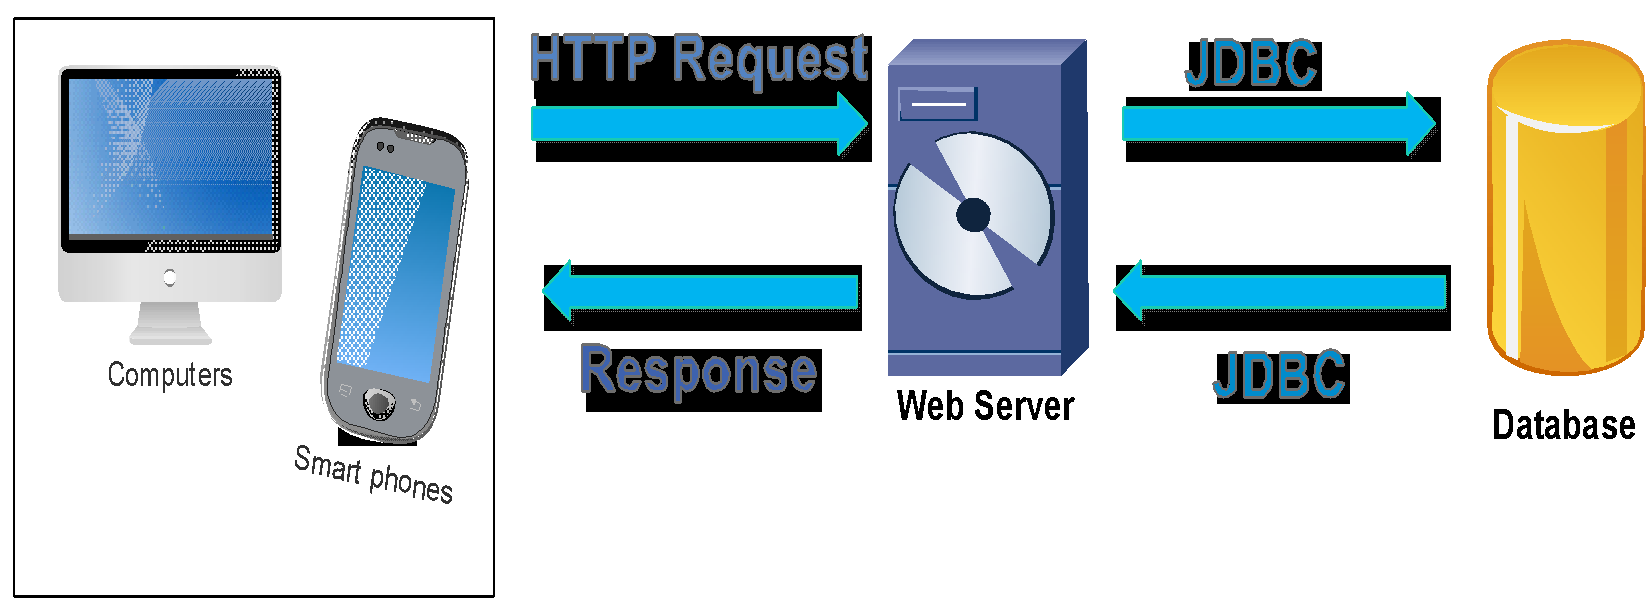 HTTP Request
JDBC
Computers
Smart phones
Response
Web Server
JDBC
Database